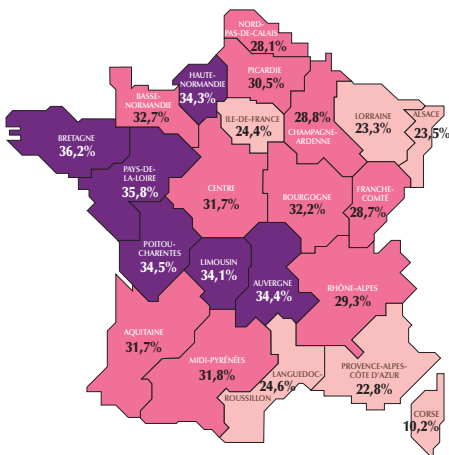 NORD-
PAS-DE-CALAIS
28,1%
PICARDIE
30,5%
HAUTE-
NORMANDIE
34,3%
BASSE-
NORMANDIE
32,7%
ILE-DE-FRANCE
24,4%
28,8%
CHAMPAGNE-
ARDENNE
LORRAINE
23,3%
ALSACE
23,5%
BRETAGNE
36,2%
PAYS-DE-
LA-LOIRE
35,8%
CENTRE
31,7%
BOURGOGNE
32,2%
FRANCHE-
COMTÉ
28,7%
POITOU-
CHARENTES
34,5%
LIMOUSIN
34,1%
AUVERGNE
34,4%
RHÔNE-ALPES
29,3%
AQUITAINE
31,7%
MIDI-PYRÉNÉES
31,8%
LANGUEDOC-
24,6%
ROUSSILLON
PROVENCE-ALPES-
CÔTE D'AZUR
22,8%
CORSE
10,2%